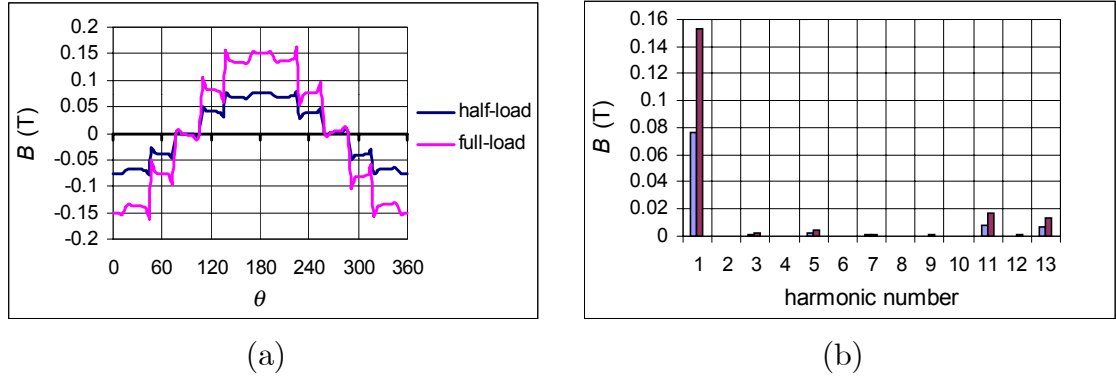 0.2
0.15
0.1
0.05
0
-0.05
-0.1
-0.15
-0.2
B (T)
0 60 120 180 240 300 360
θ
half-load
full-load
(a)
0.16
0.14
0.12
0.1
0.08
0.06
0.04
0.02
0
B (T)
1 2 3 4 5 6 7 8 9 10 11 12 13
harmonic number
(b)